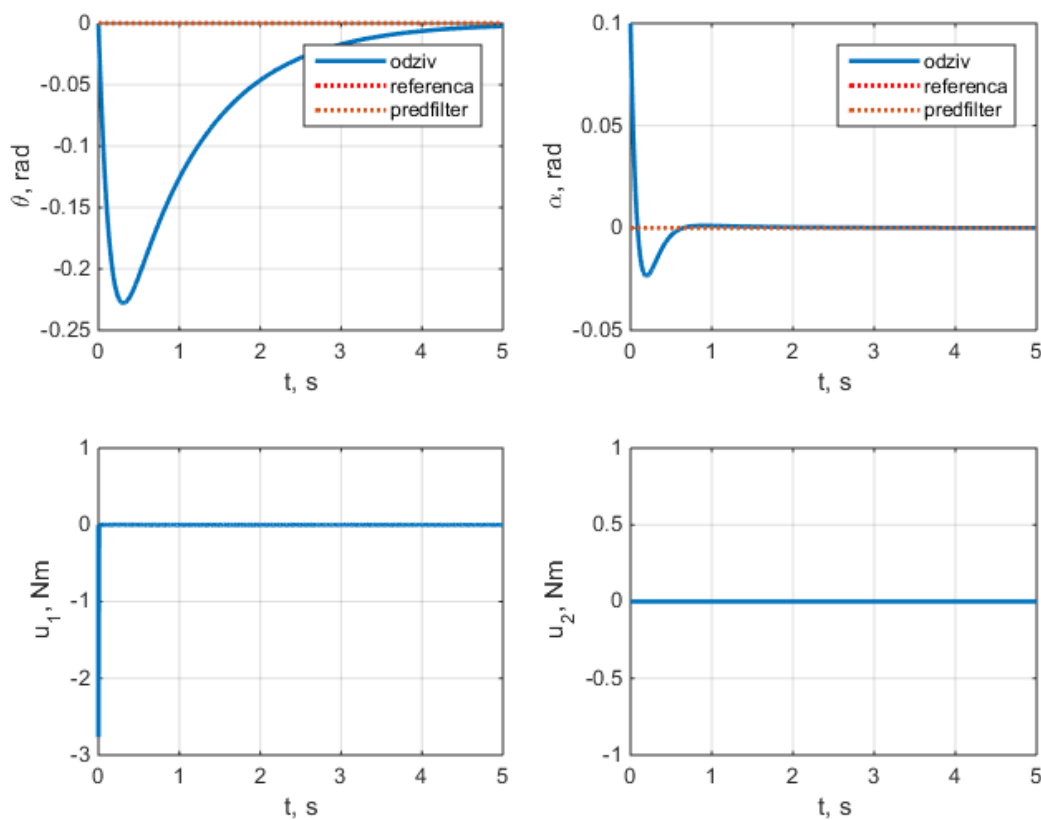 0
-0.05
-0.1
-0.15
-0.2
-0.25
θ, rad
odziv
referenca
predfilter
0 1 2 3 4 5
t, s
0.1
0.05
0
-0.05
α, rad
odziv
referenca
predfilter
0 1 2 3 4 5
t, s
1
0
-1
-2
-3
u1, Nm
0 1 2 3 4 5
t, s
1
0.5
0
-0.5
-1
u2, Nm
0 1 2 3 4 5
t, s